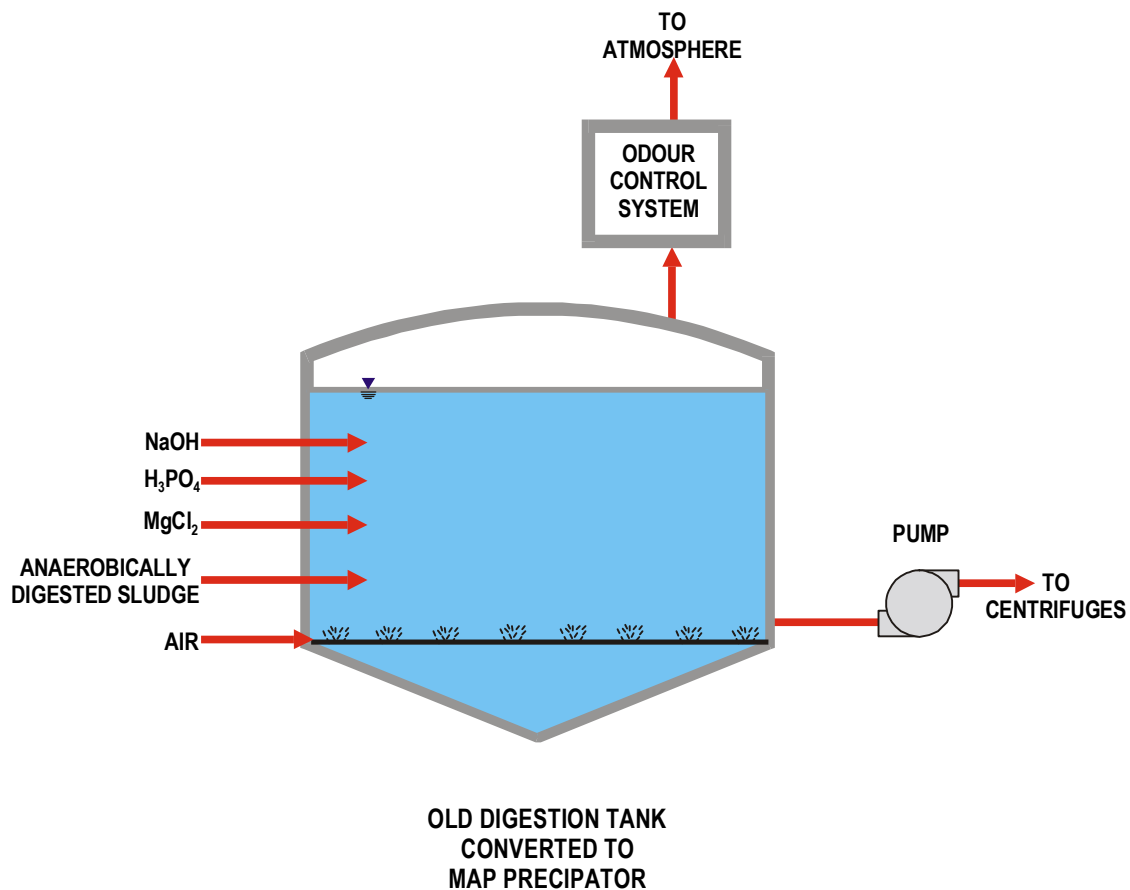 TO
ATMOSPHERE
ODOUR
CONTROL
SYSTEM
NaOH
H₃PO₄
MgCl₂
ANAEROBICALLY
DIGESTED SLUDGE
AIR
PUMP
TO
CENTRIFUGES
OLD DIGESTION TANK
CONVERTED TO
MAP PRECIPATOR